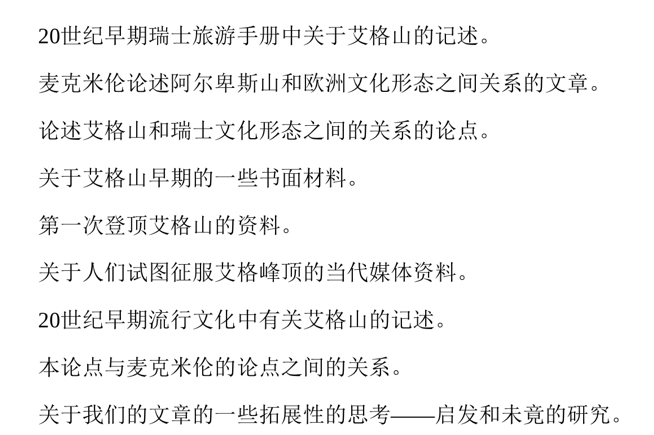 20世纪早期瑞士旅游手册中关于艾格山的记述。
麦克米伦论述阿尔卑斯山和欧洲文化形态之间关系的文章。
论述艾格山和瑞士文化形态之间的关系的论点。
关于艾格山早期的一些书面材料。
第一次登顶艾格山的资料。
关于人们试图征服艾格峰顶的当代媒体资料。
20世纪早期流行文化中有关艾格山的记述。
本论点与麦克米伦的论点之间的关系。
关于我们的文章的一些拓展性的思考——启发和未竟的研究。